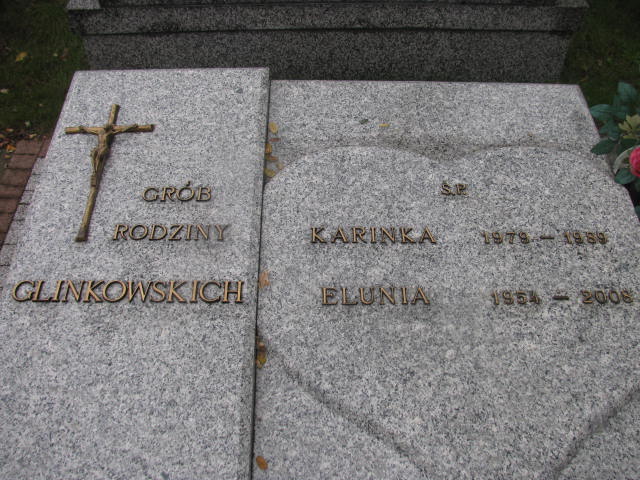 GRÓB
RODZINY
GLINKOWSKICH
Ś.P.
KARINKA 1979 – 1989
ELUNIA 1954 – 2008